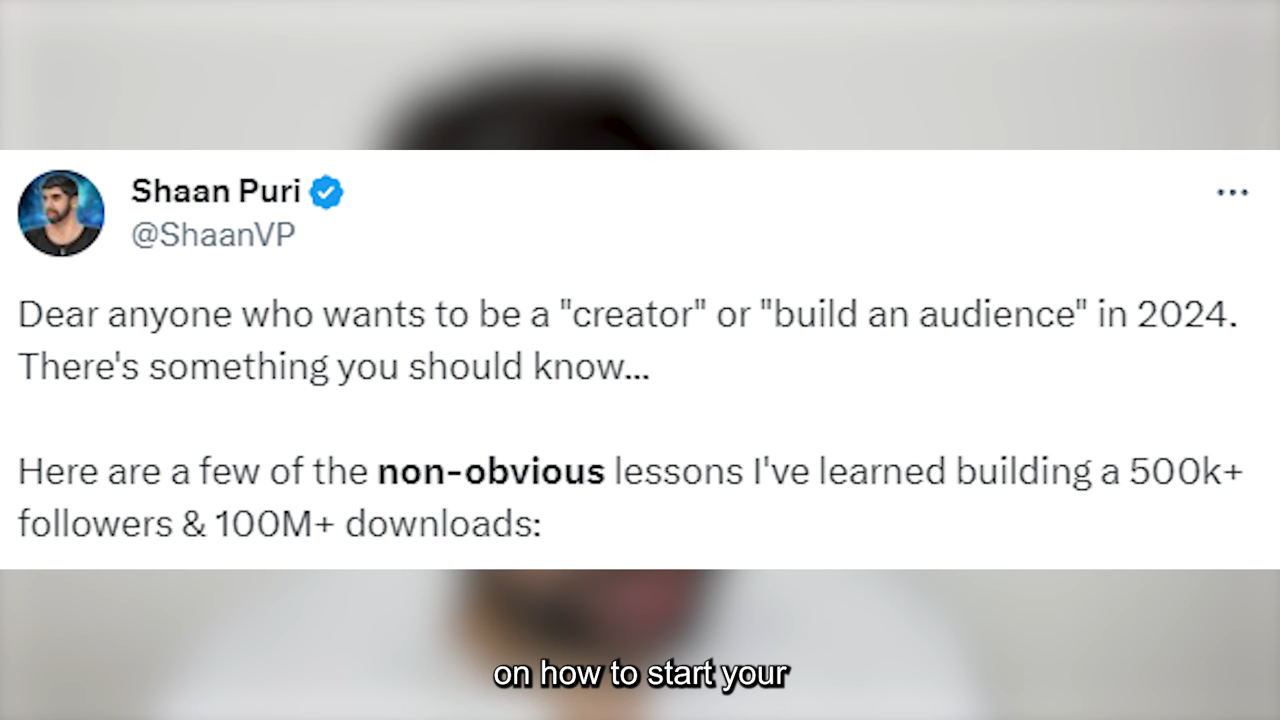 Shaan Puri
@ShaanVP
Dear anyone who wants to be a "creator" or "build an audience" in 2024.
There's something you should know...
Here are a few of the non-obvious lessons I've learned building a 500k+
followers & 100M+ downloads:
on how to start your